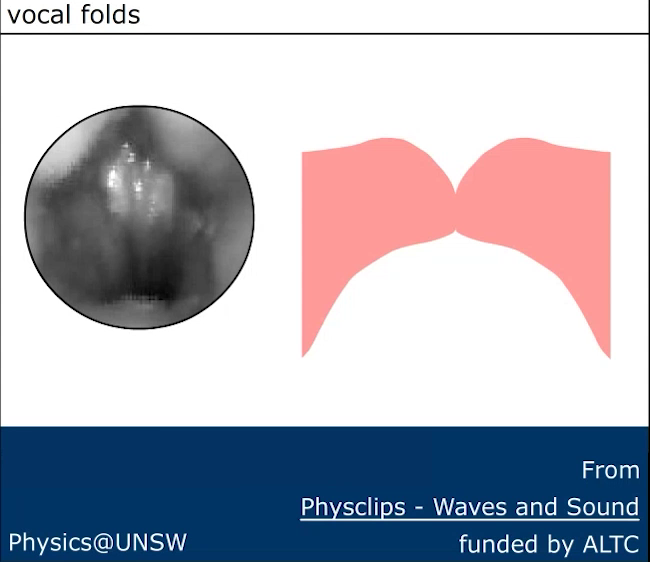 vocal folds
From
Physclips - Waves and Sound
Physics@UNSW
funded by ALTC